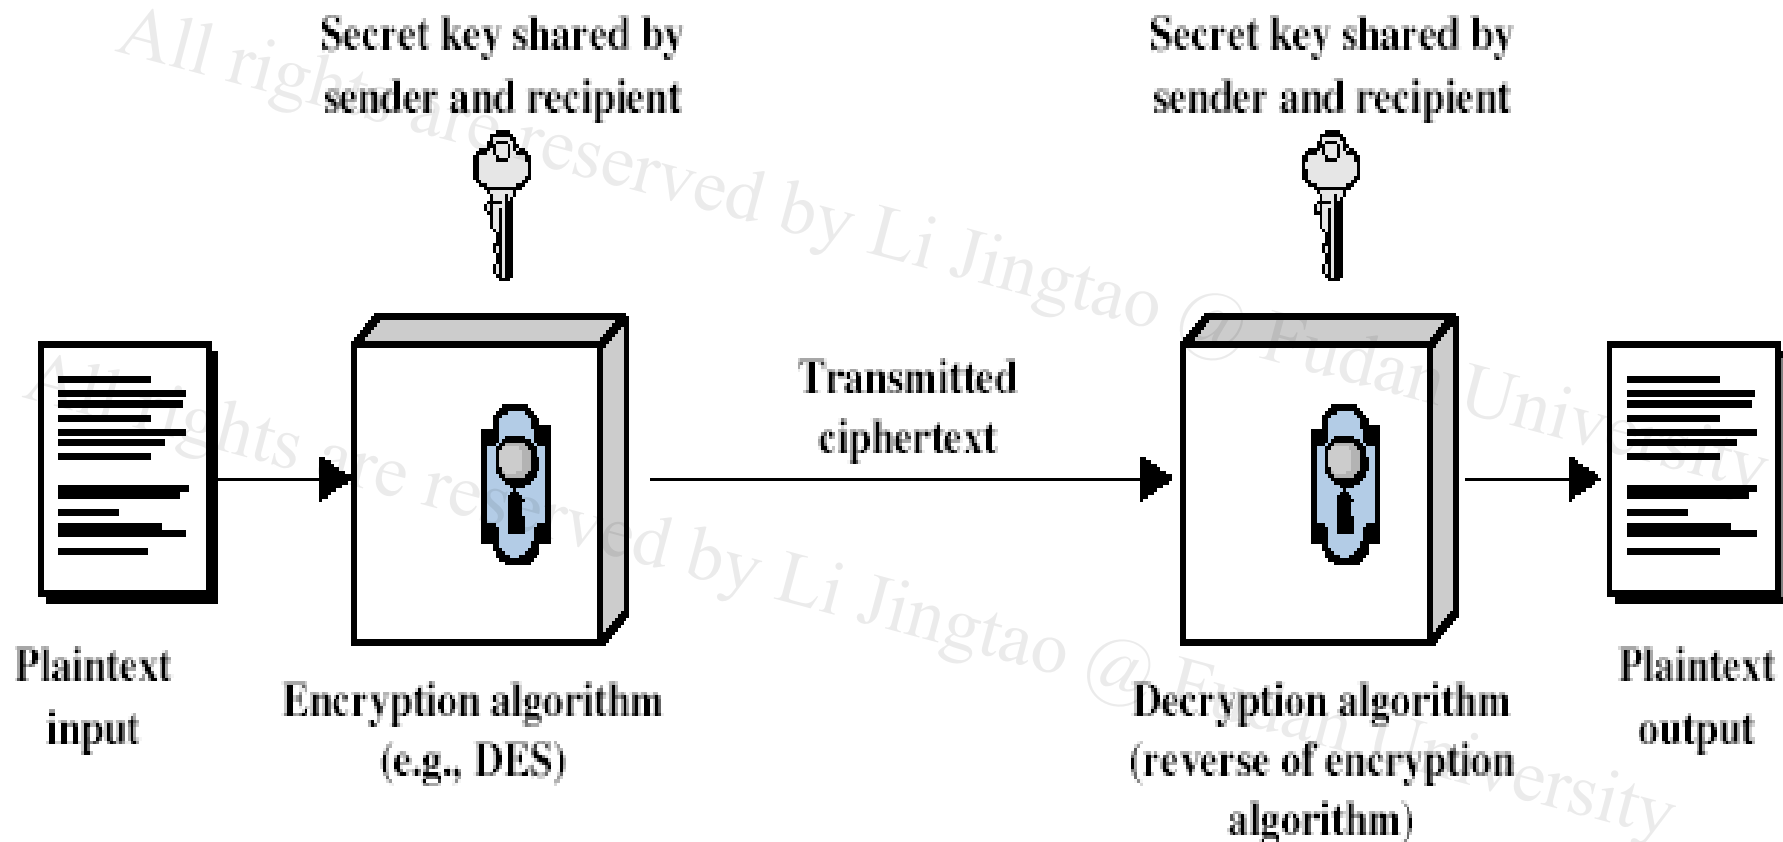 Secret key shared by
sender and recipient
Secret key shared by
sender and recipient
Transmitted
ciphertext
Plaintext
input
Encryption algorithm
(e.g., DES)
Decryption algorithm
(reverse of encryption
algorithm)
Plaintext
output
All rights are reserved by Li Jingtao @ Fudan University
All rights are reserved by Li Jingtao @ Fudan University